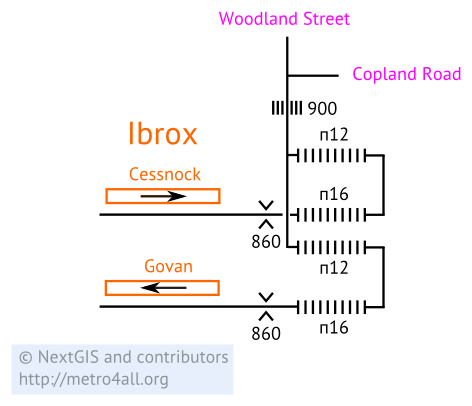 Woodland Street
Copland Road
900
Ibrox
п12
Cessnock
п16
860
Govan
п12
860
п16
© NextGIS and contributors
http://metro4all.org